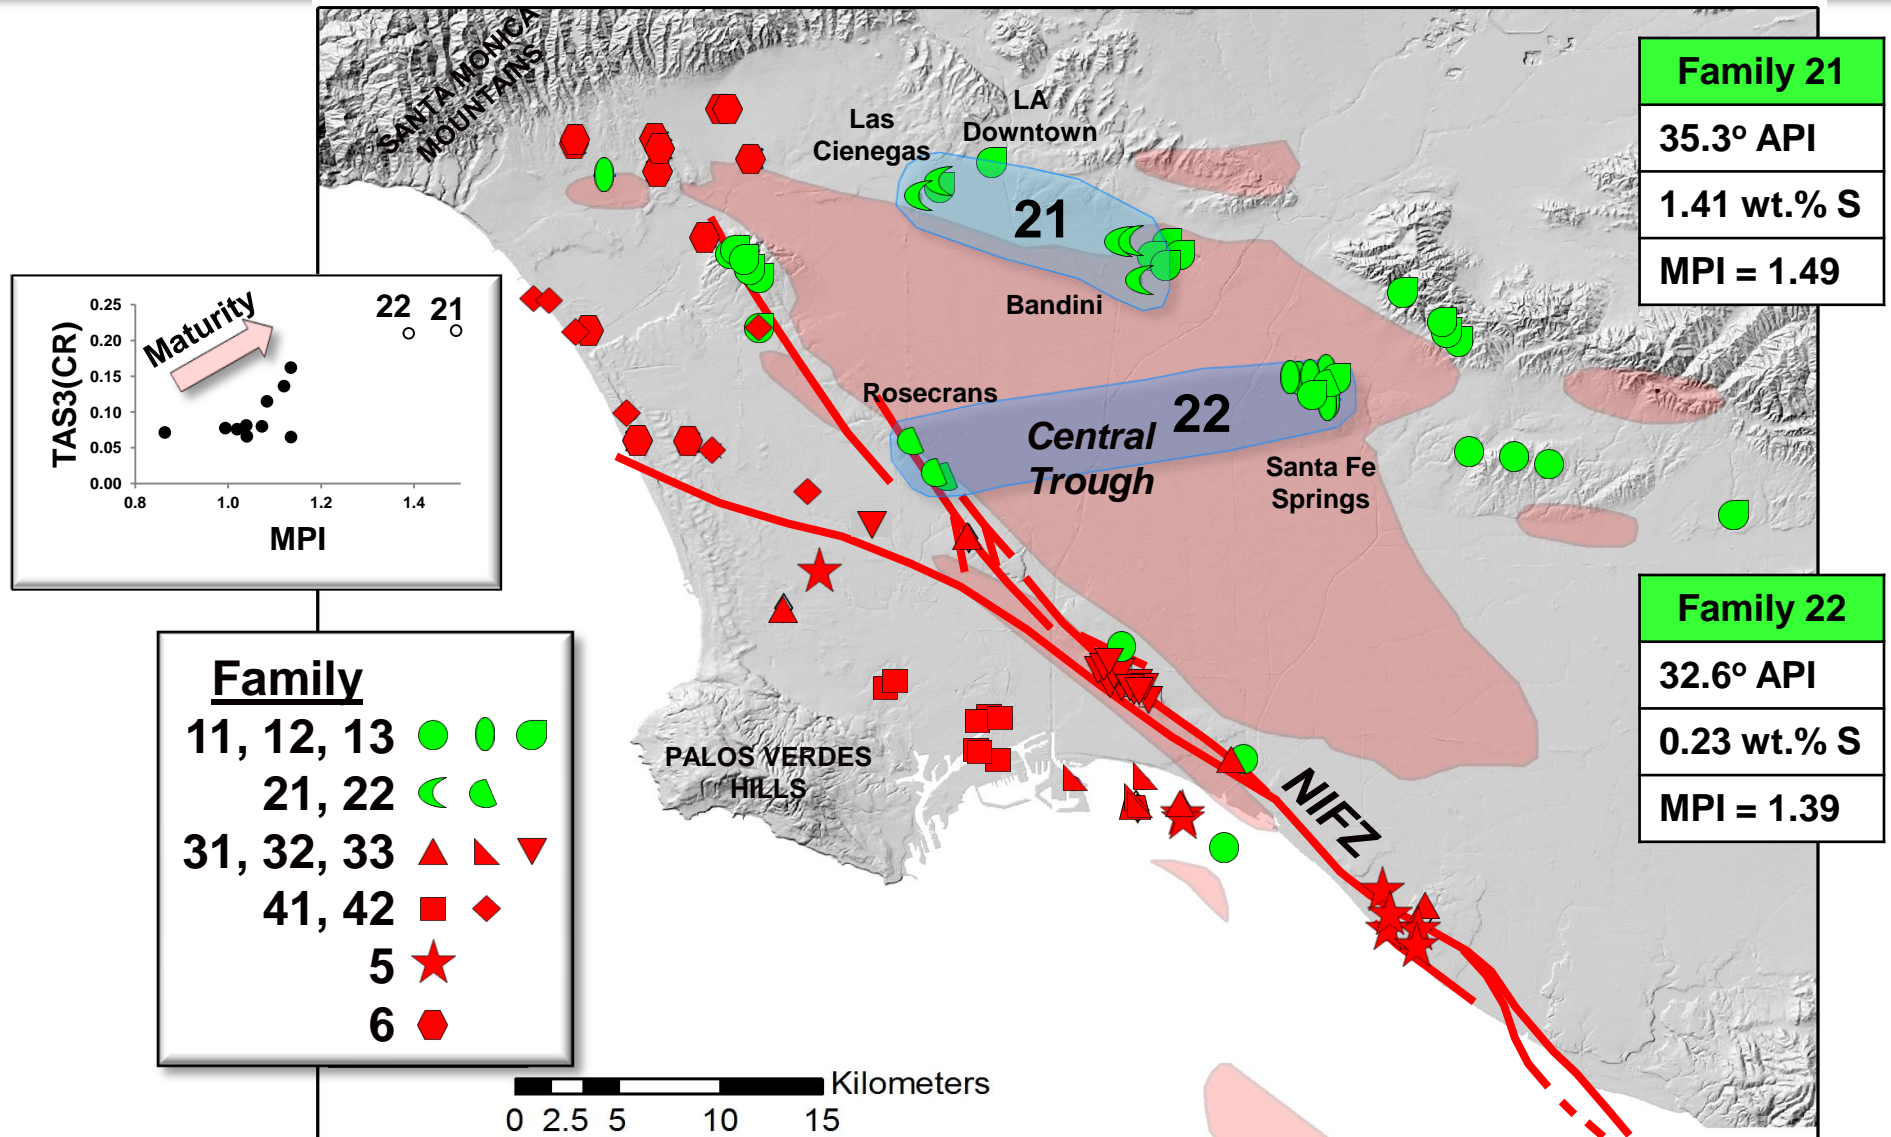 SANTA MONICA
MOUNTAINS
Las
Cienegas
LA
Downtown
21
Bandini
Rosecrans
Central
Trough
22
Santa Fe
Springs
PALOS VERDES
HILLS
NIFZ
Family 21
35.3º API
1.41 wt.% S
MPI = 1.49
Family 22
32.6º API
0.23 wt.% S
MPI = 1.39
TAS3(CR)
0.25
0.20
0.15
0.10
0.05
0.00
0.8 1.0 1.2 1.4
MPI
Maturity
22 21
Family
11, 12, 13
21, 22
31, 32, 33
41, 42
5
6
Kilometers
0 2.5 5 10 15